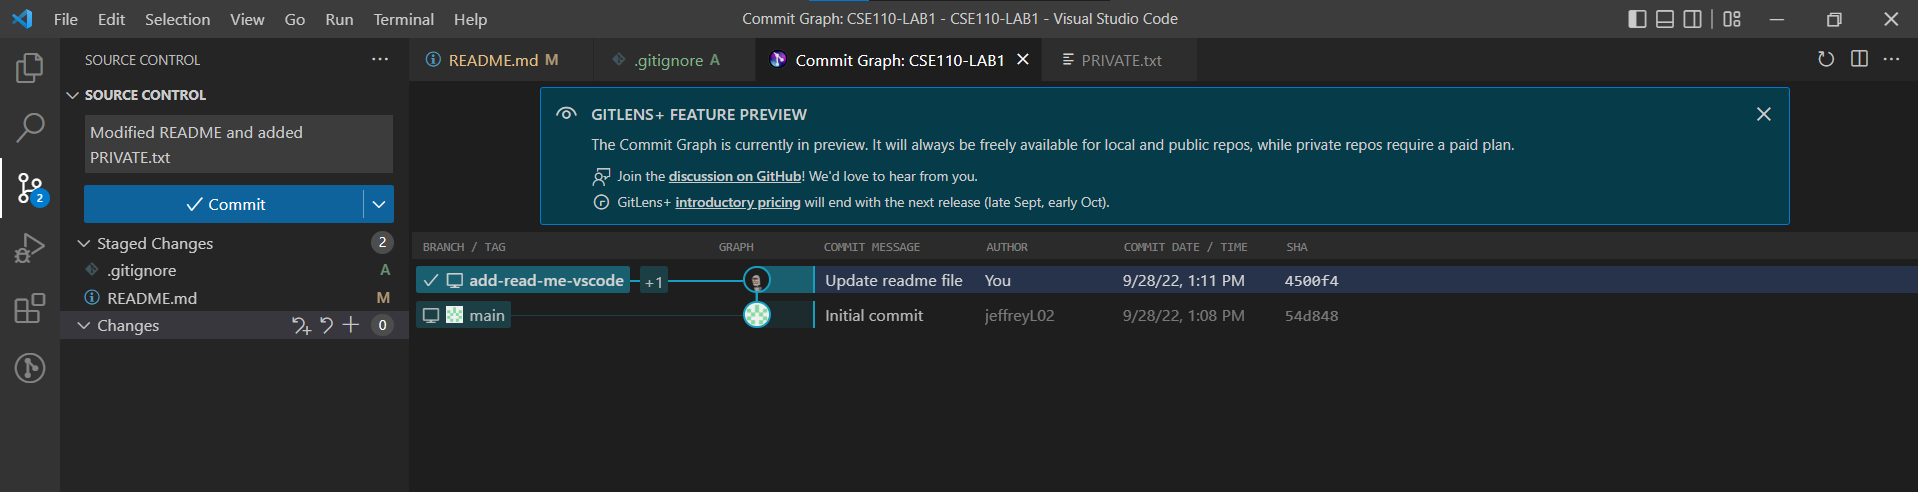 File Edit Selection View Go Run Terminal Help Commit Graph: CSE110-LAB1 - CSE110-LAB1 - Visual Studio Code
SOURCE CONTROL
README.md M
.gitignore A
Commit Graph: CSE110-LAB1
PRIVATE.txt
SOURCE CONTROL
Modified README and added
PRIVATE.txt
2
Commit
Staged Changes 2
.gitignore A
README.md M
Changes 0
GITLENS+ FEATURE PREVIEW
The Commit Graph is currently in preview. It will always be freely available for local and public repos, while private repos require a paid plan.
Join the discussion on GitHub! We'd love to hear from you.
GitLens+ introductory pricing will end with the next release (late Sept, early Oct).
BRANCH / TAG GRAPH COMMIT MESSAGE AUTHOR COMMIT DATE / TIME SHA
add-read-me-vscode +1 Update readme file You 9/28/22, 1:11 PM 4500f4
main Initial commit jeffreyL02 9/28/22, 1:08 PM 54d848